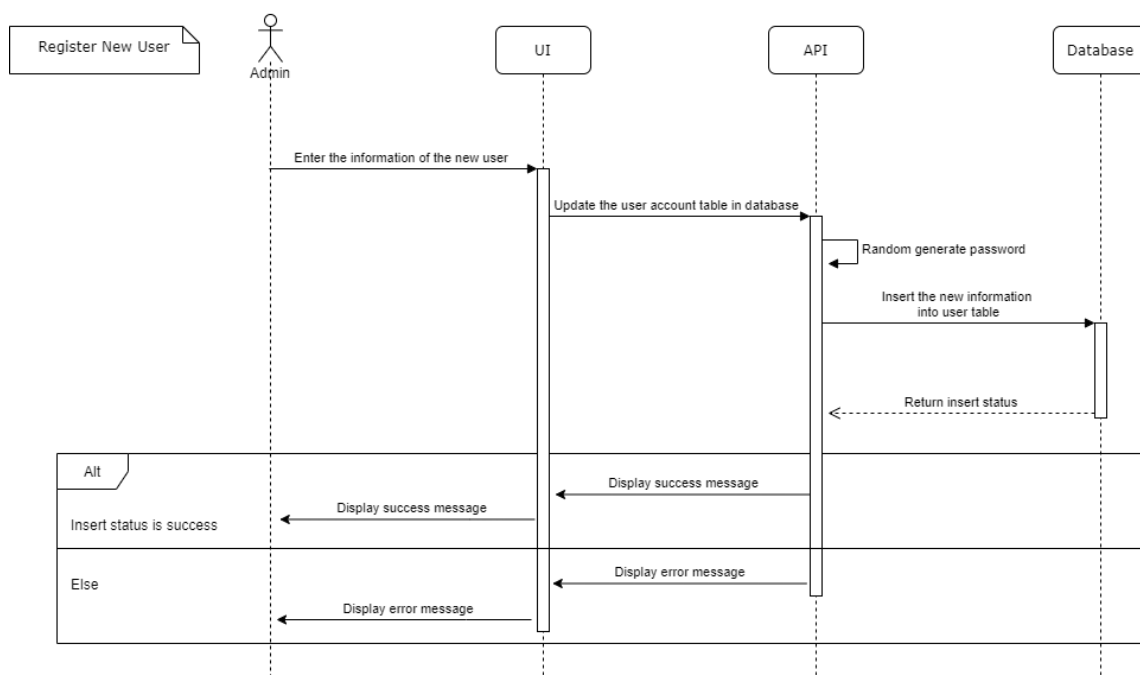 Register New User
Admin
UI
API
Database
Enter the information of the new user
Update the user account table in database
Random generate password
Insert the new information
into user table
Return insert status
Alt
Display success message
Display success message
Insert status is success
Display error message
Else
Display error message